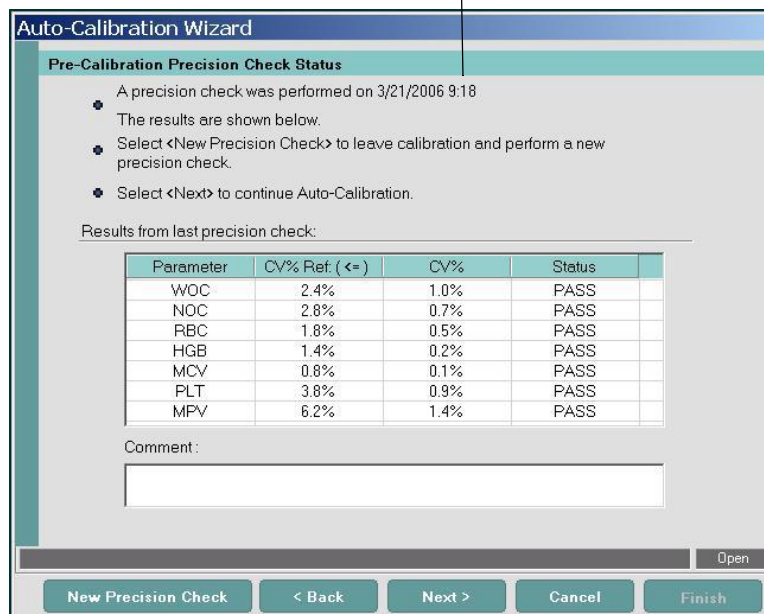 Auto-Calibration Wizard
Pre-Calibration Precision Check Status
A precision check was performed on 3/21/2006 9:18
The results are shown below.
Select <New Precision Check> to leave calibration and perform a new
precision check.
Select <Next> to continue Auto-Calibration.
Results from last precision check:
Parameter CV% Ref: ( <= ) CV% Status
WOC 2.4% 1.0% PASS
NOC 2.8% 0.7% PASS
RBC 1.8% 0.5% PASS
HGB 1.4% 0.2% PASS
MCV 0.8% 0.1% PASS
PLT 3.8% 0.9% PASS
MPV 6.2% 1.4% PASS
Comment :
Open
New Precision Check < Back Next > Cancel Finish